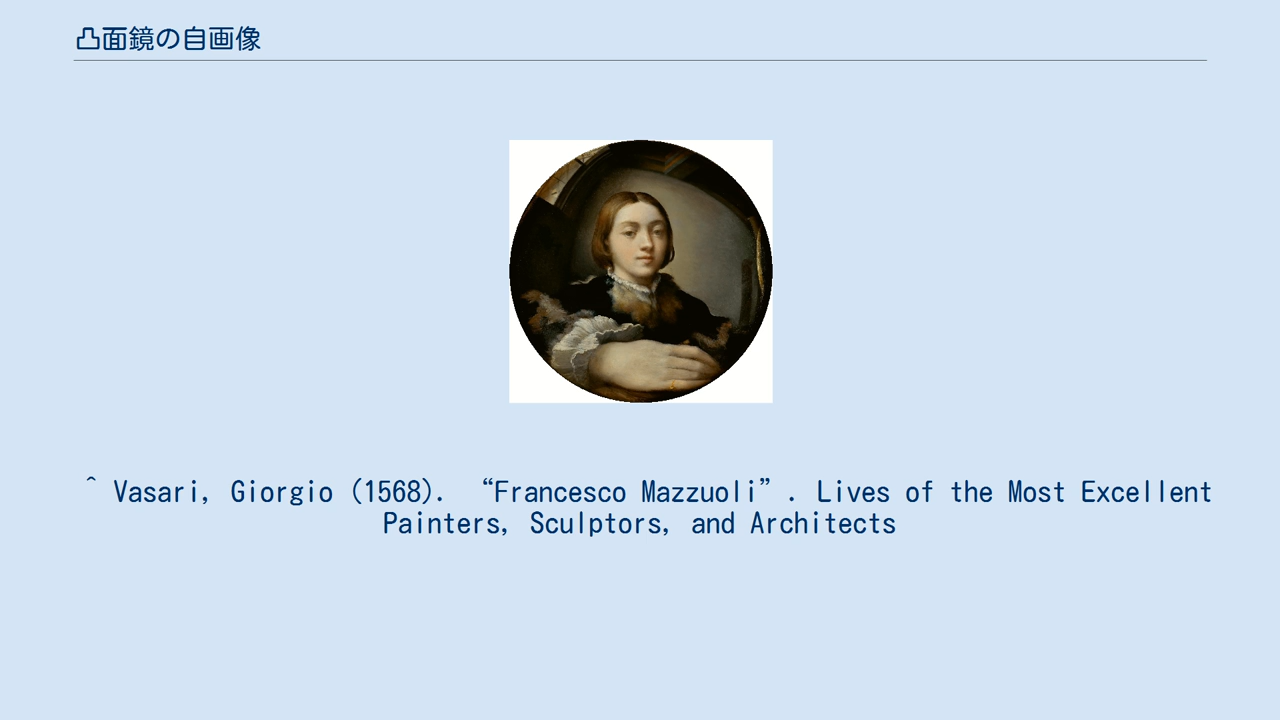 凸面鏡の自画像
^ Vasari, Giorgio (1568). “Francesco Mazzuoli”. Lives of the Most Excellent
Painters, Sculptors, and Architects